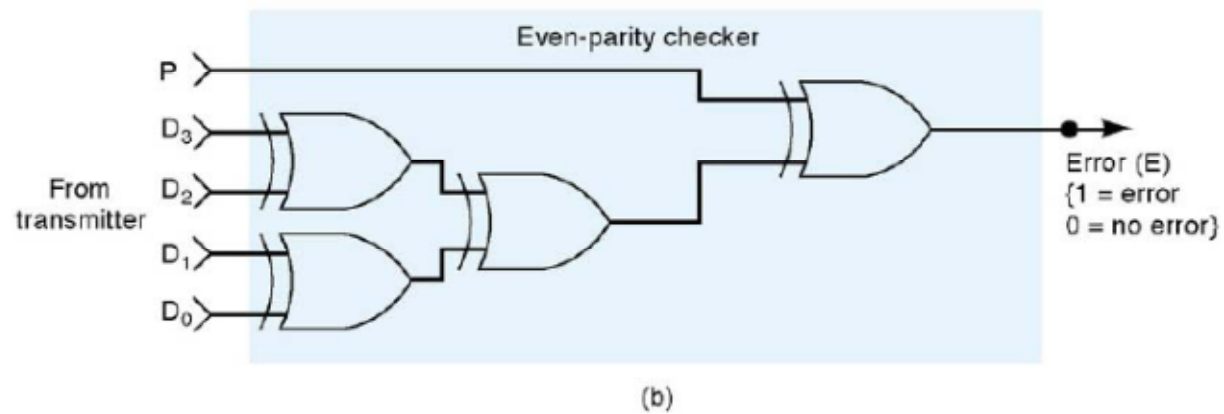 Even-parity checker
P
D₃
D₂
From
transmitter
D₁
D₀
Error (E)
{1 = error
0 = no error}
(b)